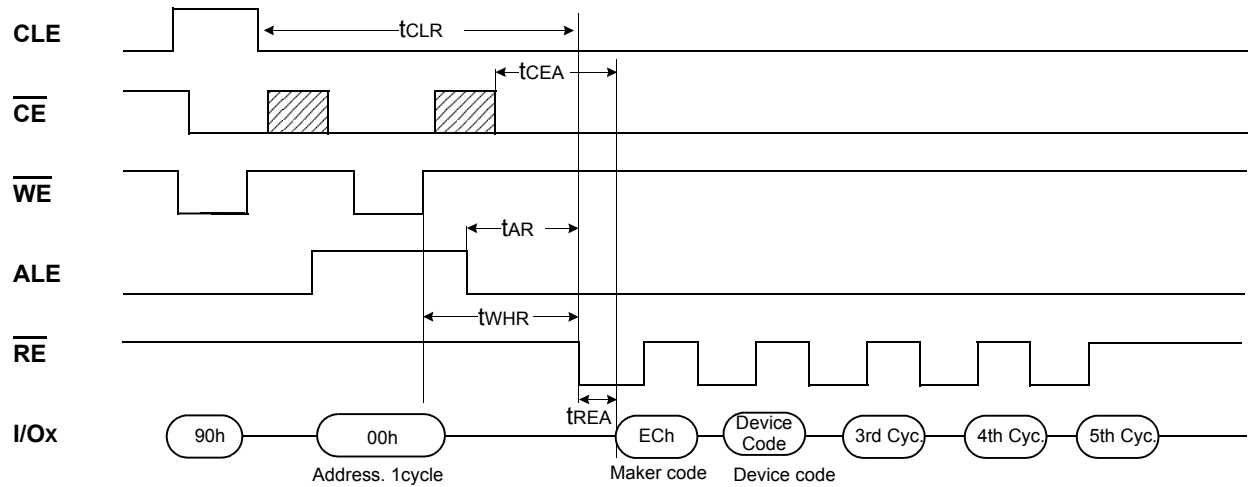 CLE
tCLR
tCEA
CE
WE
tAR
ALE
tWHR
RE
tREA
I/Ox
90h
00h
ECh
Device
Code
3rd Cyc.
4th Cyc.
5th Cyc.
Address. 1cycle
Maker code
Device code